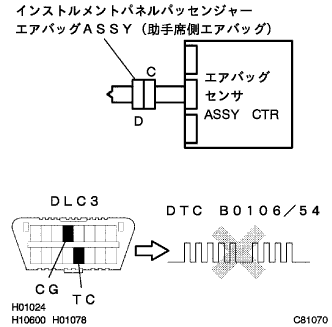 インストルメントパネルパッセンジャー
エアバッグASSY（助手席側エアバッグ）
C
D
エアバッグ
センサ
ASSY CTR
DLC3
CG
TC
DTC B0106／54
H01024
H10600 H01078
C81070